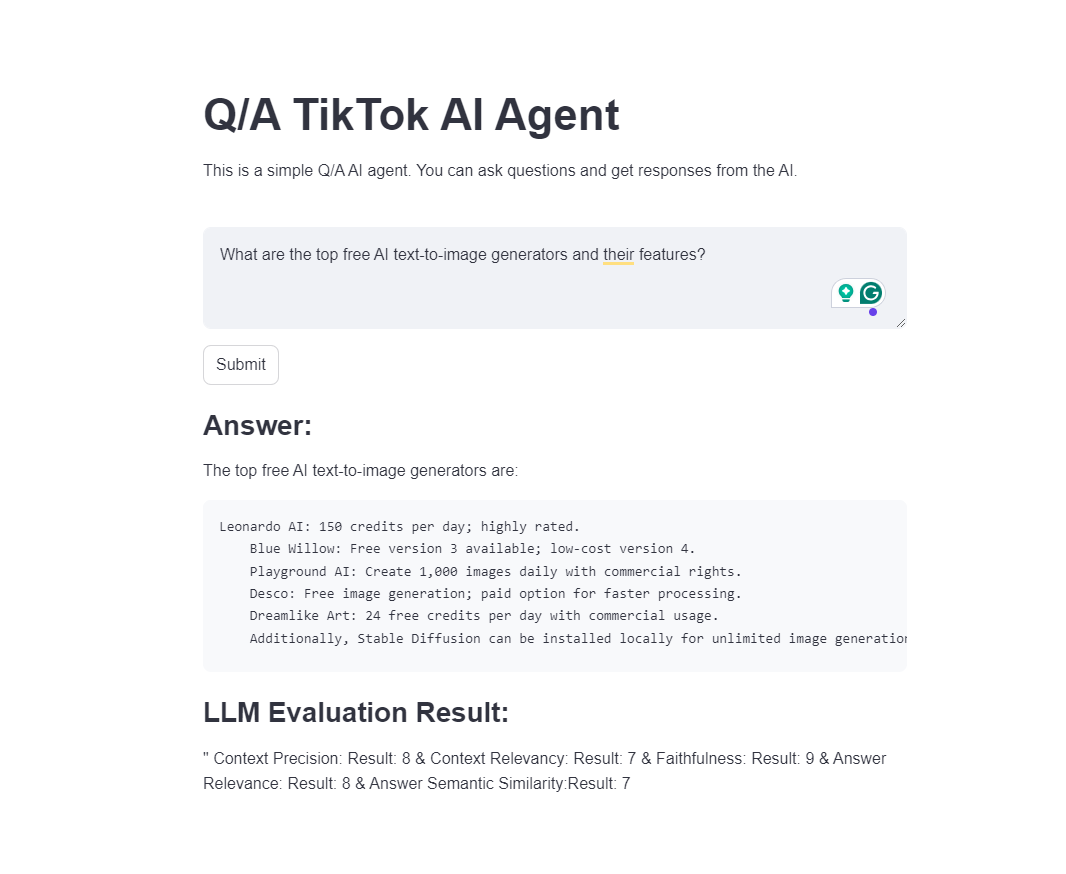 Q/A TikTok AI Agent
This is a simple Q/A AI agent. You can ask questions and get responses from the AI.
What are the top free AI text-to-image generators and their features?
Submit
Answer:
The top free AI text-to-image generators are:
Leonardo AI: 150 credits per day; highly rated.
Blue Willow: Free version 3 available; low-cost version 4.
Playground AI: Create 1,000 images daily with commercial rights.
Desco: Free image generation; paid option for faster processing.
Dreamlike Art: 24 free credits per day with commercial usage.
Additionally, Stable Diffusion can be installed locally for unlimited image generation
LLM Evaluation Result:
" Context Precision: Result: 8 & Context Relevancy: Result: 7 & Faithfulness: Result: 9 & Answer
Relevance: Result: 8 & Answer Semantic Similarity:Result: 7